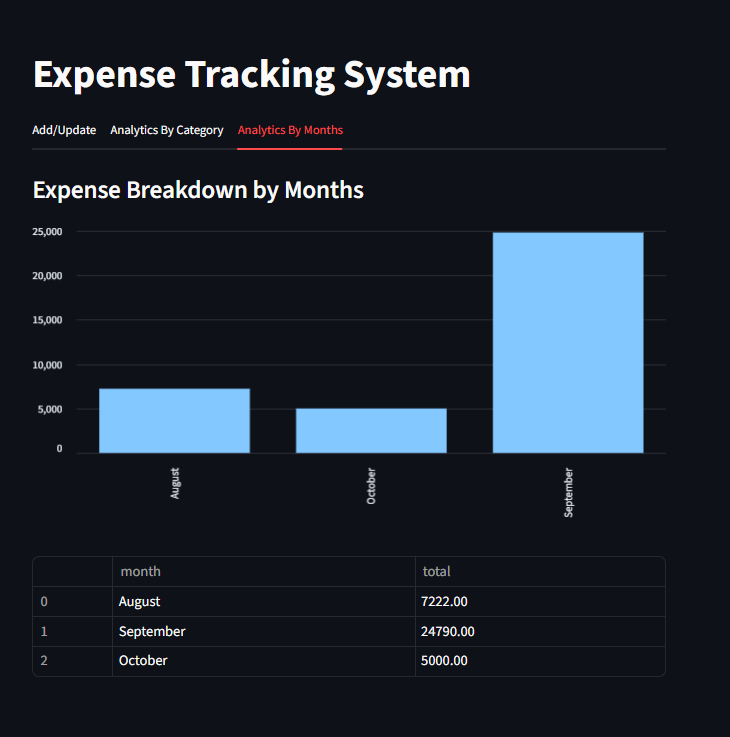 Expense Tracking System
Add/Update Analytics By Category Analytics By Months
Expense Breakdown by Months
25,000
20,000
15,000
10,000
5,000
0
August October September
month total
0 August 7222.00
1 September 24790.00
2 October 5000.00